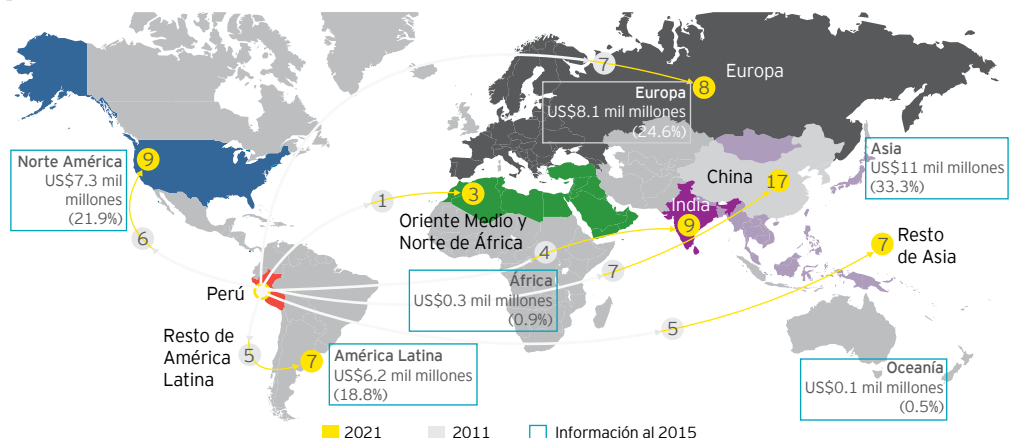 7
8
Europa
Europa
US$8.1 mil millones
(24.6%)
9
Norte América
US$7.3 mil
millones
(21.9%)
Asia
US$11 mil millones
(33.3%)
China
17
1
3
India
9
Oriente Medio y
Norte de África
6
4
7
7
Resto
de Asia
África
US$0.3 mil millones
(0.9%)
Perú
5
Resto de
América
Latina
5
7
América Latina
US$6.2 mil millones
(18.8%)
Oceanía
US$0.1 mil millones
(0.5%)
2021
2011
Información al 2015